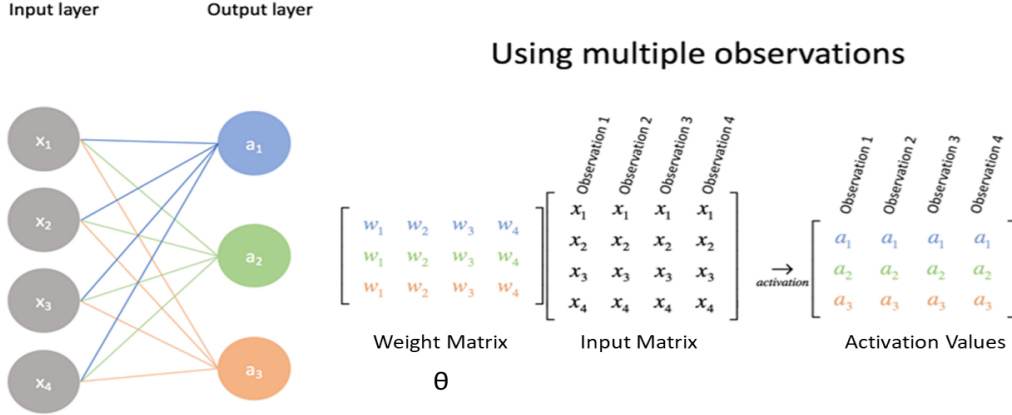 Input layer
Output layer
Using multiple observations
x1
x2
x3
x4
a1
a2
a3
Observation 1
Observation 2
Observation 3
Observation 4
w1 w2 w3 w4
w1 w2 w3 w4
w1 w2 w3 w4
x1 x1 x1 x1
x2 x2 x2 x2
x3 x3 x3 x3
x4 x4 x4 x4
→
activation
Observation 1
Observation 2
Observation 3
Observation 4
a1 a1 a1 a1
a2 a2 a2 a2
a3 a3 a3 a3
Weight Matrix
Input Matrix
Activation Values
θ